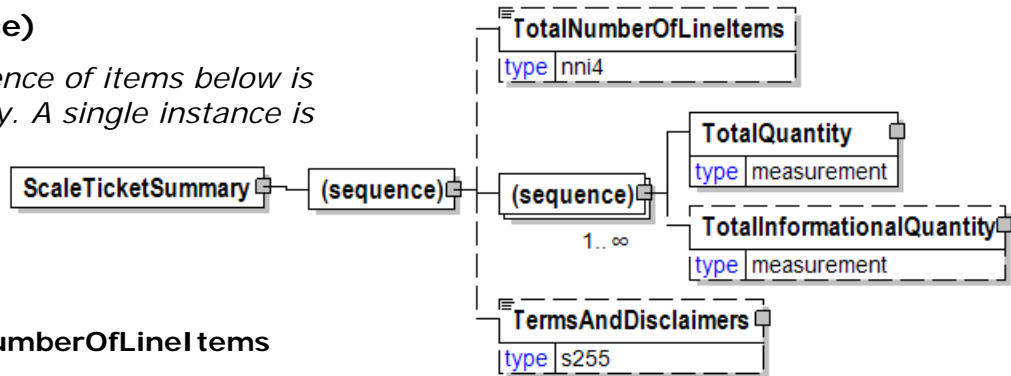 e)
ence of items below is
y. A single instance is
umberOfLineItems
ScaleTicketSummary
(sequence)
TotalNumberOfLineItems
type nni4
(sequence)
1.. ∞
TotalQuantity
type measurement
TotalInformationalQuantity
type measurement
TermsAndDisclaimers
type s255